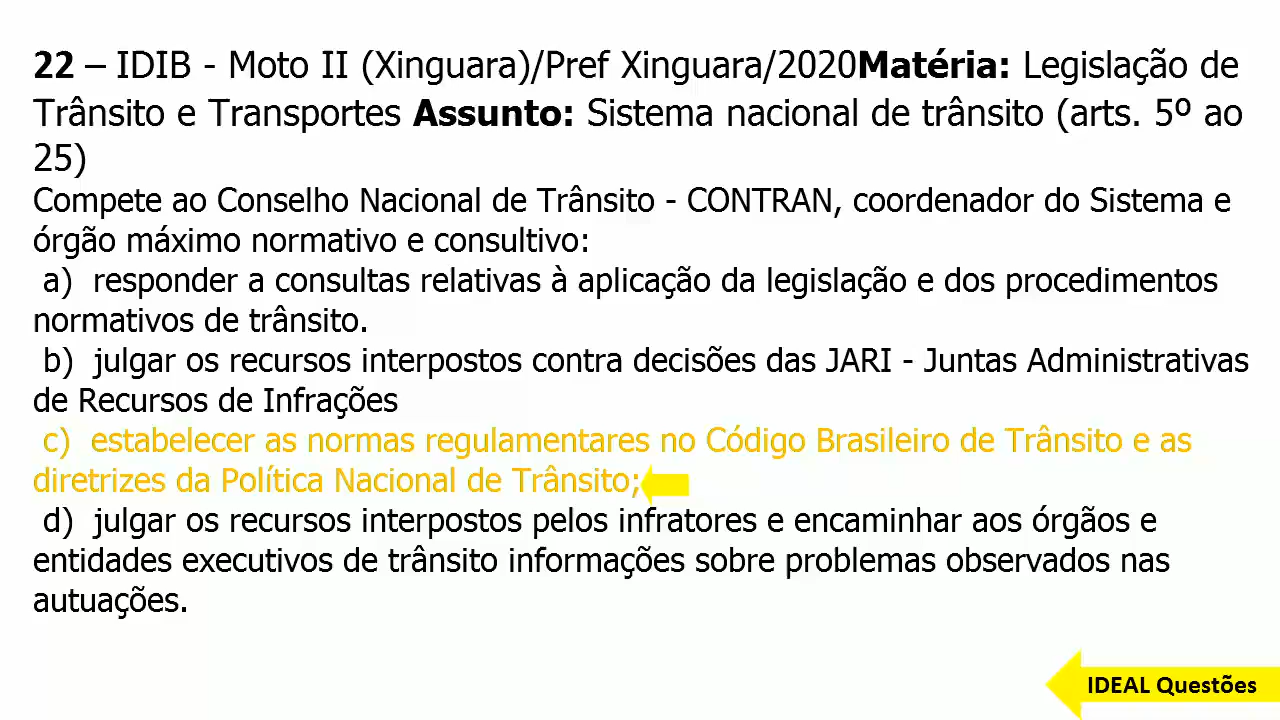 22 – IDIB - Moto II (Xinguara)/Pref Xinguara/2020Matéria: Legislação de
Trânsito e Transportes Assunto: Sistema nacional de trânsito (arts. 5º ao
25)
Compete ao Conselho Nacional de Trânsito - CONTRAN, coordenador do Sistema e
órgão máximo normativo e consultivo:
a) responder a consultas relativas à aplicação da legislação e dos procedimentos
normativos de trânsito.
b) julgar os recursos interpostos contra decisões das JARI - Juntas Administrativas
de Recursos de Infrações
c) estabelecer as normas regulamentares no Código Brasileiro de Trânsito e as
diretrizes da Política Nacional de Trânsito;
d) julgar os recursos interpostos pelos infratores e encaminhar aos órgãos e
entidades executivos de trânsito informações sobre problemas observados nas
autuações.
IDEAL Questões